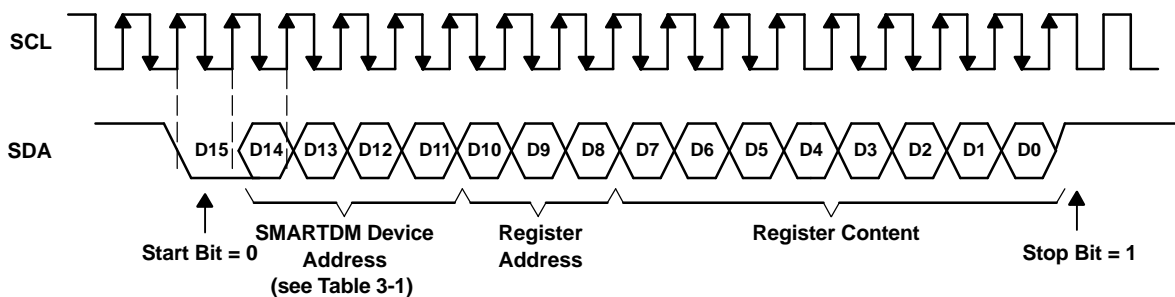 SCL
SDA
D15 D14 D13 D12 D11 D10 D9 D8 D7 D6 D5 D4 D3 D2 D1 D0
Start Bit = 0
SMARTDM Device
Address
(see Table 3-1)
Register
Address
Register Content
Stop Bit = 1